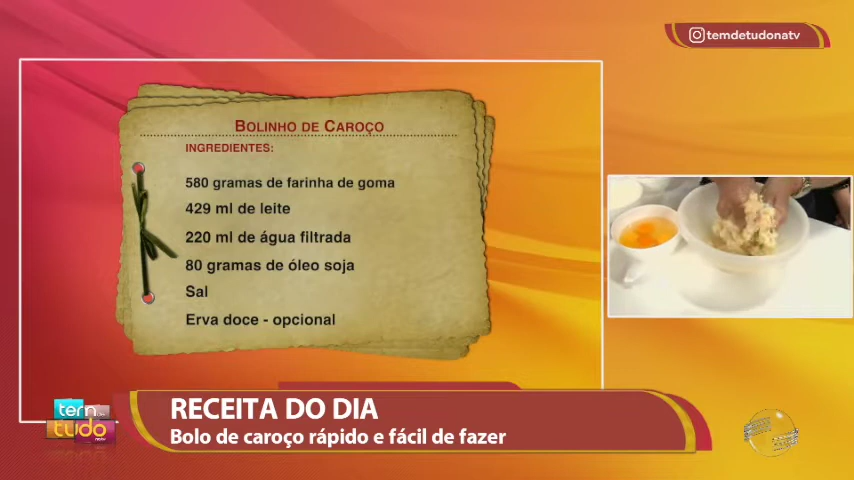 temdetudonatv
BOLINHO DE CAROÇO
INGREDIENTES:
580 gramas de farinha de goma
429 ml de leite
220 ml de água filtrada
80 gramas de óleo soja
Sal
Erva doce - opcional
tem de
tudo
RECEITA DO DIA
Bolo de caroço rápido e fácil de fazer